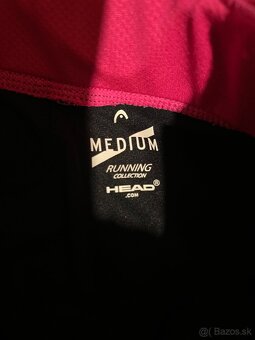 MEDIUM
RUNNING
COLLECTION
HEAD®
.COM
Bazos.sk